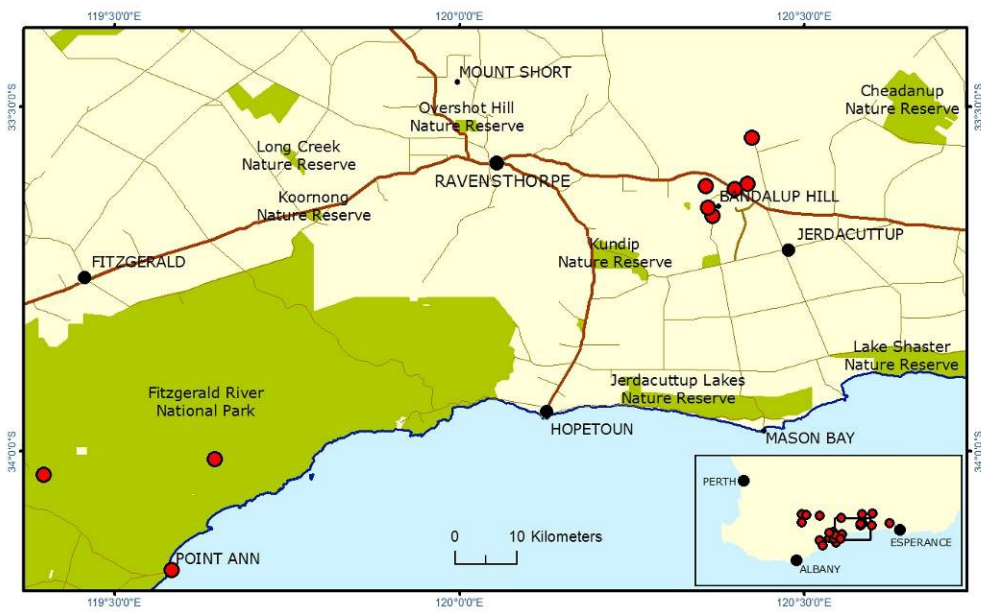 119°30'0"E
120°0'0"E
120°30'0"E
33°30'0"S
33°30'0"S
MOUNT SHORT
Cheadanup
Nature Reserve
Overshot Hill
Nature Reserve
Long Creek
Nature Reserve
RAVENSTHORPE
Koornong
Nature Reserve
BANDALUP HILL
JERDACUTTUP
Kundip
Nature Reserve
FITZGERALD
Lake Shaster
Nature Reserve
Fitzgerald River
National Park
Jerdacuttup Lakes
Nature Reserve
HOPETOUN
MASON BAY
34°0'0"S
34°0'0"S
PERTH
ESPERANCE
ALBANY
0
10 Kilometers
POINT ANN
119°30'0"E
120°0'0"E
120°30'0"E